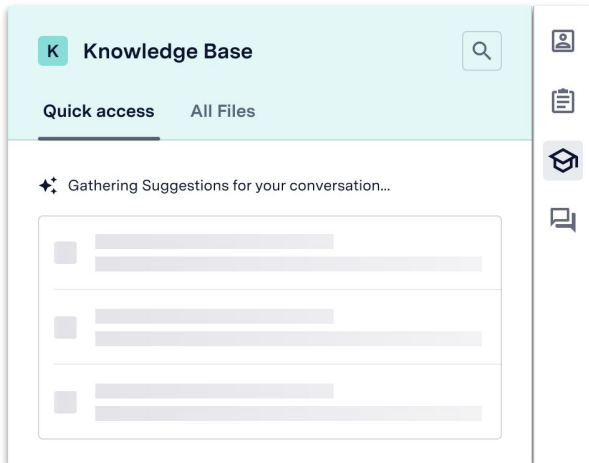 K Knowledge Base
Quick access All Files
Gathering Suggestions for your conversation...